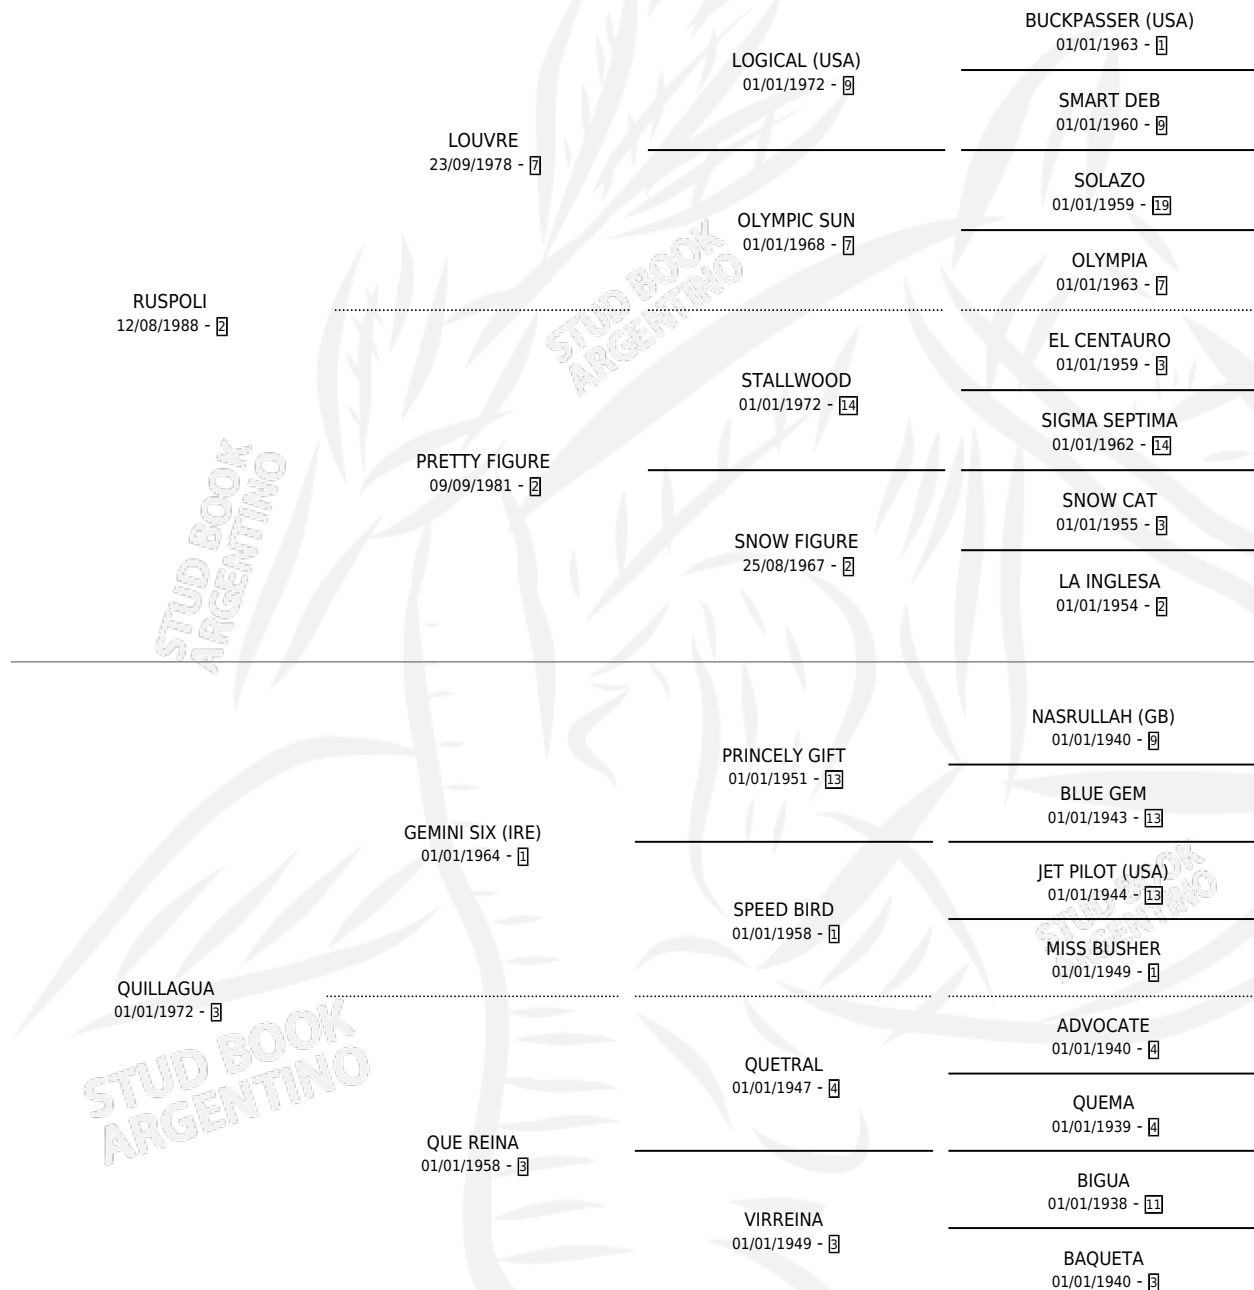 BUCKPASSER (USA)
01/01/1963 - 1
LOGICAL (USA)
01/01/1972 - 9
SMART DEB
01/01/1960 - 9
LOUVRE
23/09/1978 - 7
SOLAZO
01/01/1959 - 19
OLYMPIC SUN
01/01/1968 - 7
OLYMPIA
01/01/1963 - 7
RUSPOLI
12/08/1988 - 2
EL CENTAURO
01/01/1959 - 3
STALLWOOD
01/01/1972 - 14
SIGMA SEPTIMA
01/01/1962 - 14
PRETTY FIGURE
09/09/1981 - 2
SNOW CAT
01/01/1955 - 3
SNOW FIGURE
25/08/1967 - 2
LA INGLESA
01/01/1954 - 2
NASRULLAH (GB)
01/01/1940 - 9
PRINCELY GIFT
01/01/1951 - 13
BLUE GEM
01/01/1943 - 13
GEMINI SIX (IRE)
01/01/1964 - 1
JET PILOT (USA)
01/01/1944 - 13
SPEED BIRD
01/01/1958 - 1
MISS BUSHER
01/01/1949 - 1
QUILLAGUA
01/01/1972 - 3
ADVOCATE
01/01/1940 - 4
QUETRAL
01/01/1947 - 4
QUEMA
01/01/1939 - 4
QUE REINA
01/01/1958 - 3
BIGUA
01/01/1938 - 11
VIRREINA
01/01/1949 - 3
BAQUETA
01/01/1940 - 3
STUD BOOK
ARGENTINO
STUD BOOK
ARGENTINO
STUD BOOK
ARGENTINO
STUD BOOK
ARGENTINO